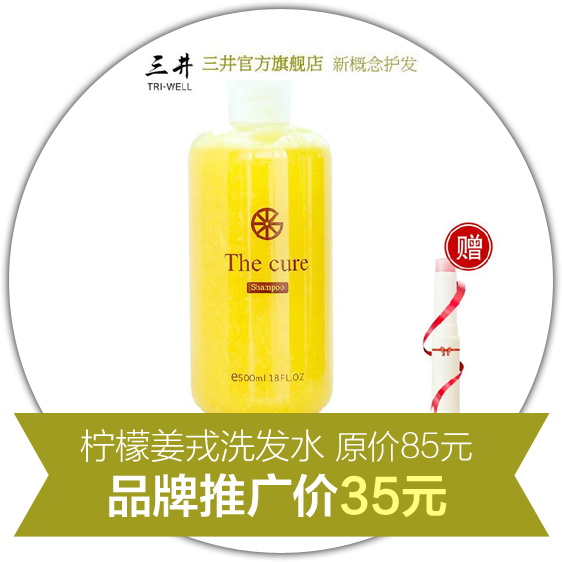 三井 三井官方旗舰店 新概念护发
TRI-WELL
The cure
Shampoo
℮500ml 18FL.OZ
赠
柠檬姜戎洗发水 原价85元
品牌推广价35元